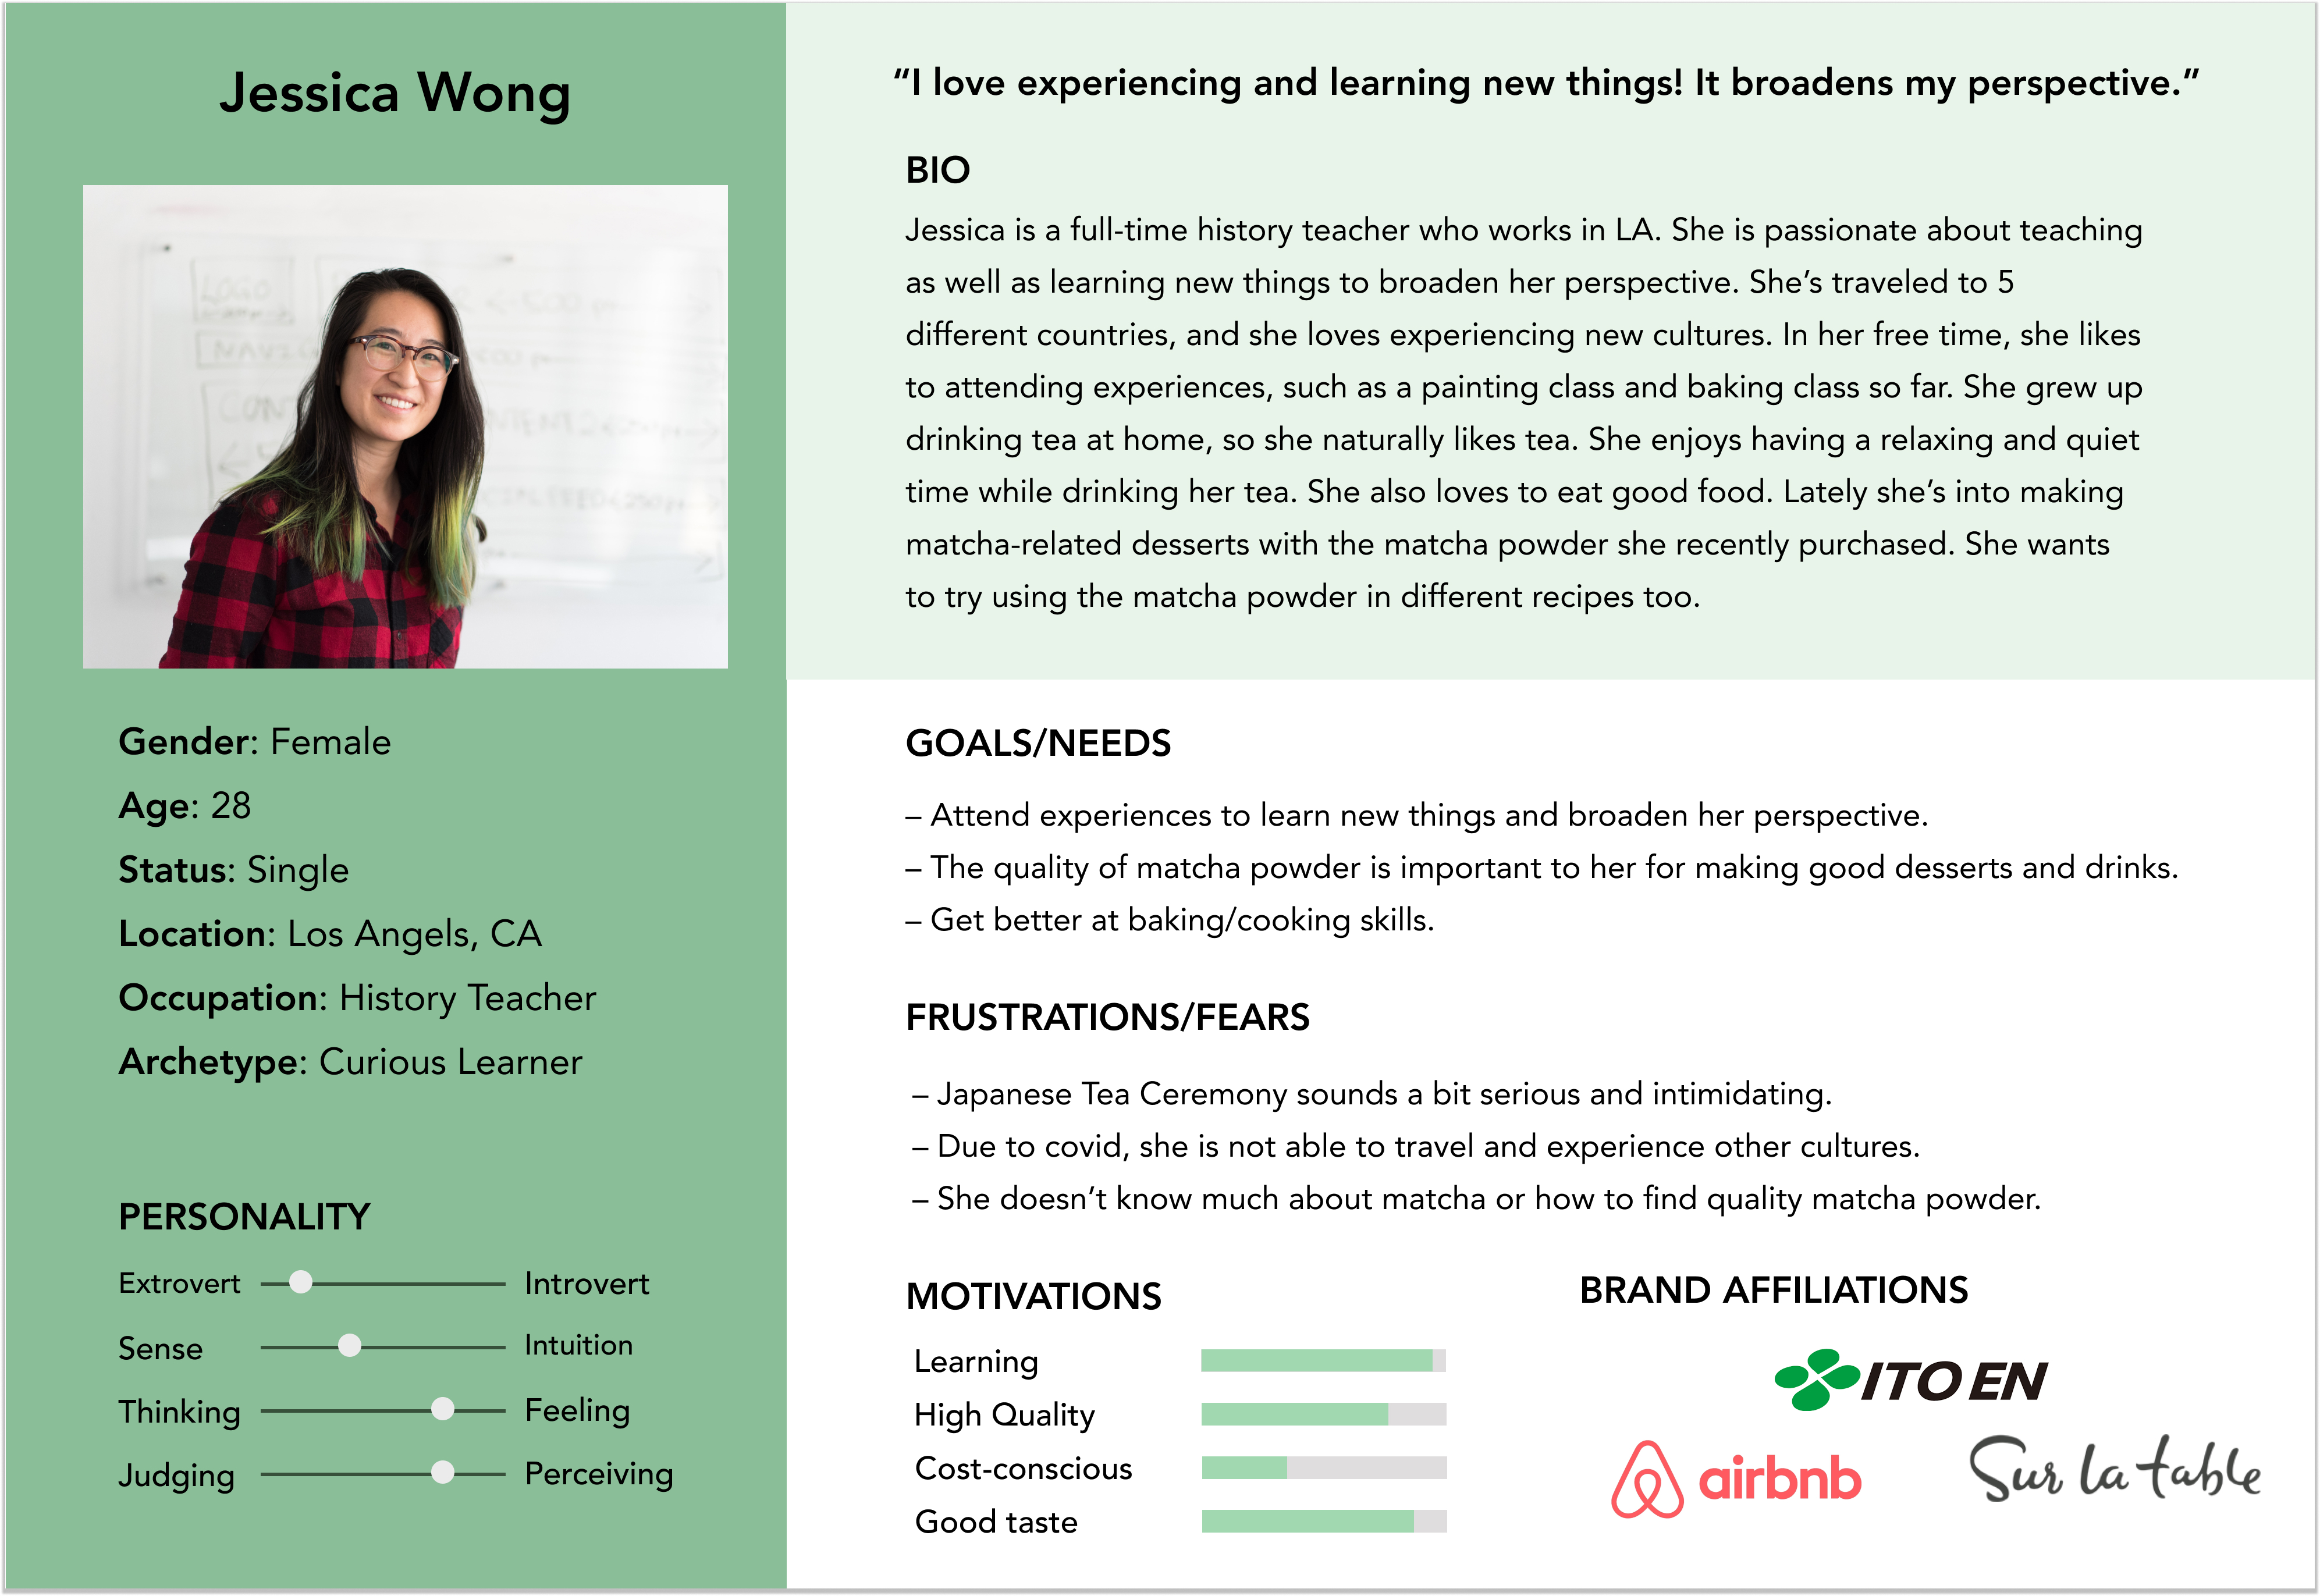 Jessica Wong
LOGO
Gender: Female
Age: 28
Status: Single
Location: Los Angels, CA
Occupation: History Teacher
Archetype: Curious Learner
PERSONALITY
Extrovert Introvert
Sense Intuition
Thinking Feeling
Judging Perceiving
“I love experiencing and learning new things! It broadens my perspective.”
BIO
Jessica is a full-time history teacher who works in LA. She is passionate about teaching
as well as learning new things to broaden her perspective. She’s traveled to 5
different countries, and she loves experiencing new cultures. In her free time, she likes
to attending experiences, such as a painting class and baking class so far. She grew up
drinking tea at home, so she naturally likes tea. She enjoys having a relaxing and quiet
time while drinking her tea. She also loves to eat good food. Lately she’s into making
matcha-related desserts with the matcha powder she recently purchased. She wants
to try using the matcha powder in different recipes too.
GOALS/NEEDS
– Attend experiences to learn new things and broaden her perspective.
– The quality of matcha powder is important to her for making good desserts and drinks.
– Get better at baking/cooking skills.
FRUSTRATIONS/FEARS
– Japanese Tea Ceremony sounds a bit serious and intimidating.
– Due to covid, she is not able to travel and experience other cultures.
– She doesn’t know much about matcha or how to find quality matcha powder.
MOTIVATIONS
Learning
High Quality
Cost-conscious
Good taste
BRAND AFFILIATIONS
ITO EN
airbnb
Sur la table